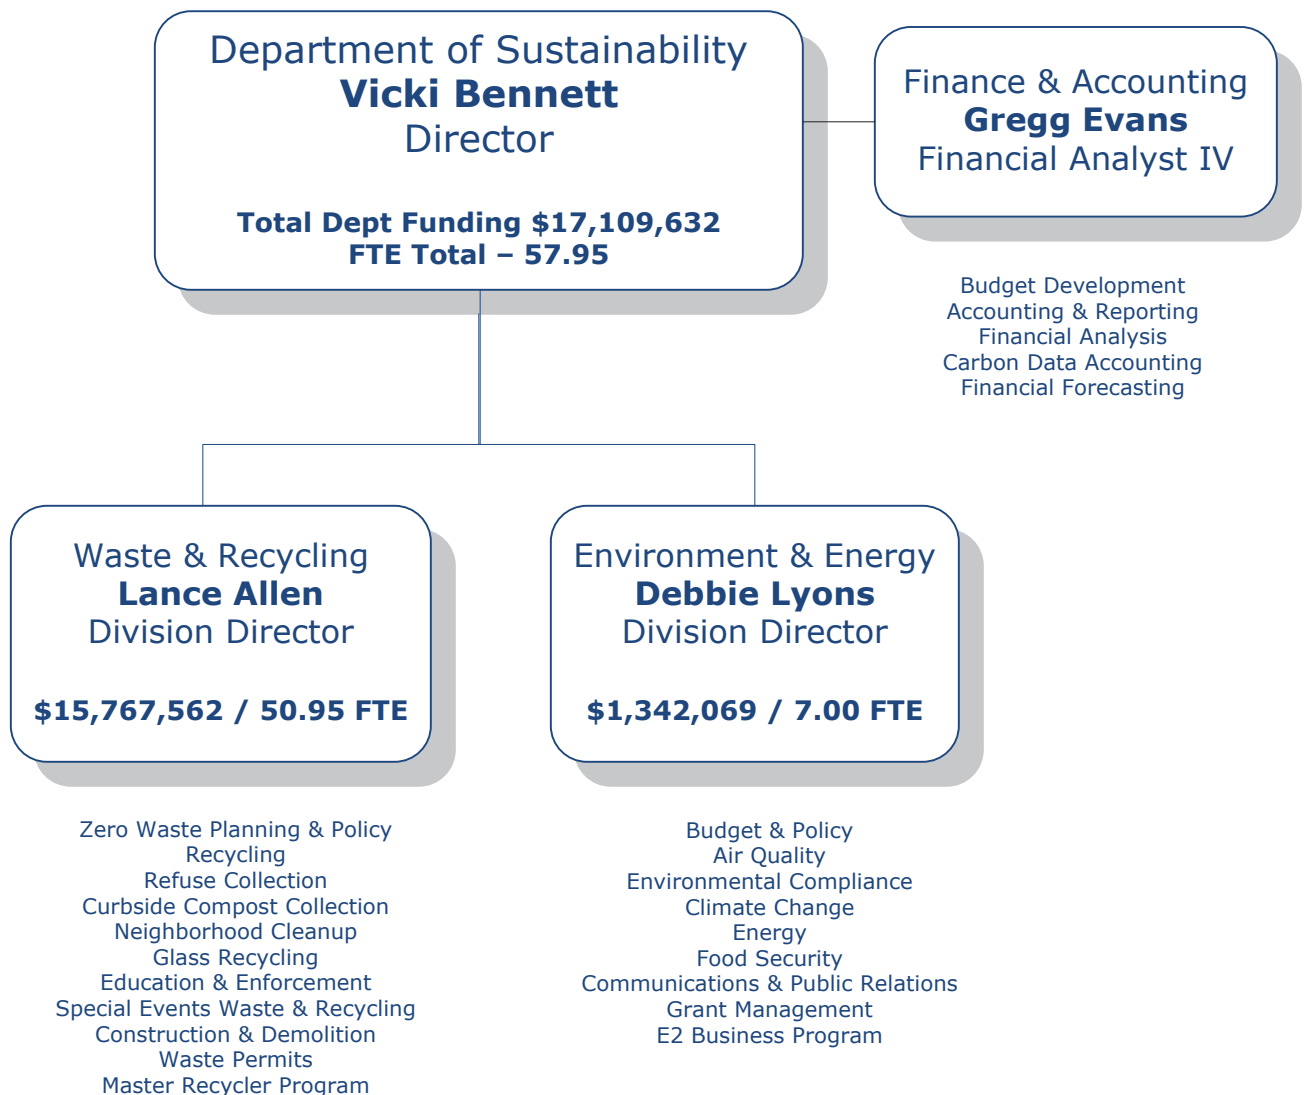 Department of Sustainability
Vicki Bennett
Director
Total Dept Funding $17,109,632
FTE Total – 57.95
Finance & Accounting
Gregg Evans
Financial Analyst IV
Budget Development
Accounting & Reporting
Financial Analysis
Carbon Data Accounting
Financial Forecasting
Waste & Recycling
Lance Allen
Division Director
$15,767,562 / 50.95 FTE
Zero Waste Planning & Policy
Recycling
Refuse Collection
Curbside Compost Collection
Neighborhood Cleanup
Glass Recycling
Education & Enforcement
Special Events Waste & Recycling
Construction & Demolition
Waste Permits
Master Recycler Program
Environment & Energy
Debbie Lyons
Division Director
$1,342,069 / 7.00 FTE
Budget & Policy
Air Quality
Environmental Compliance
Climate Change
Energy
Food Security
Communications & Public Relations
Grant Management
E2 Business Program